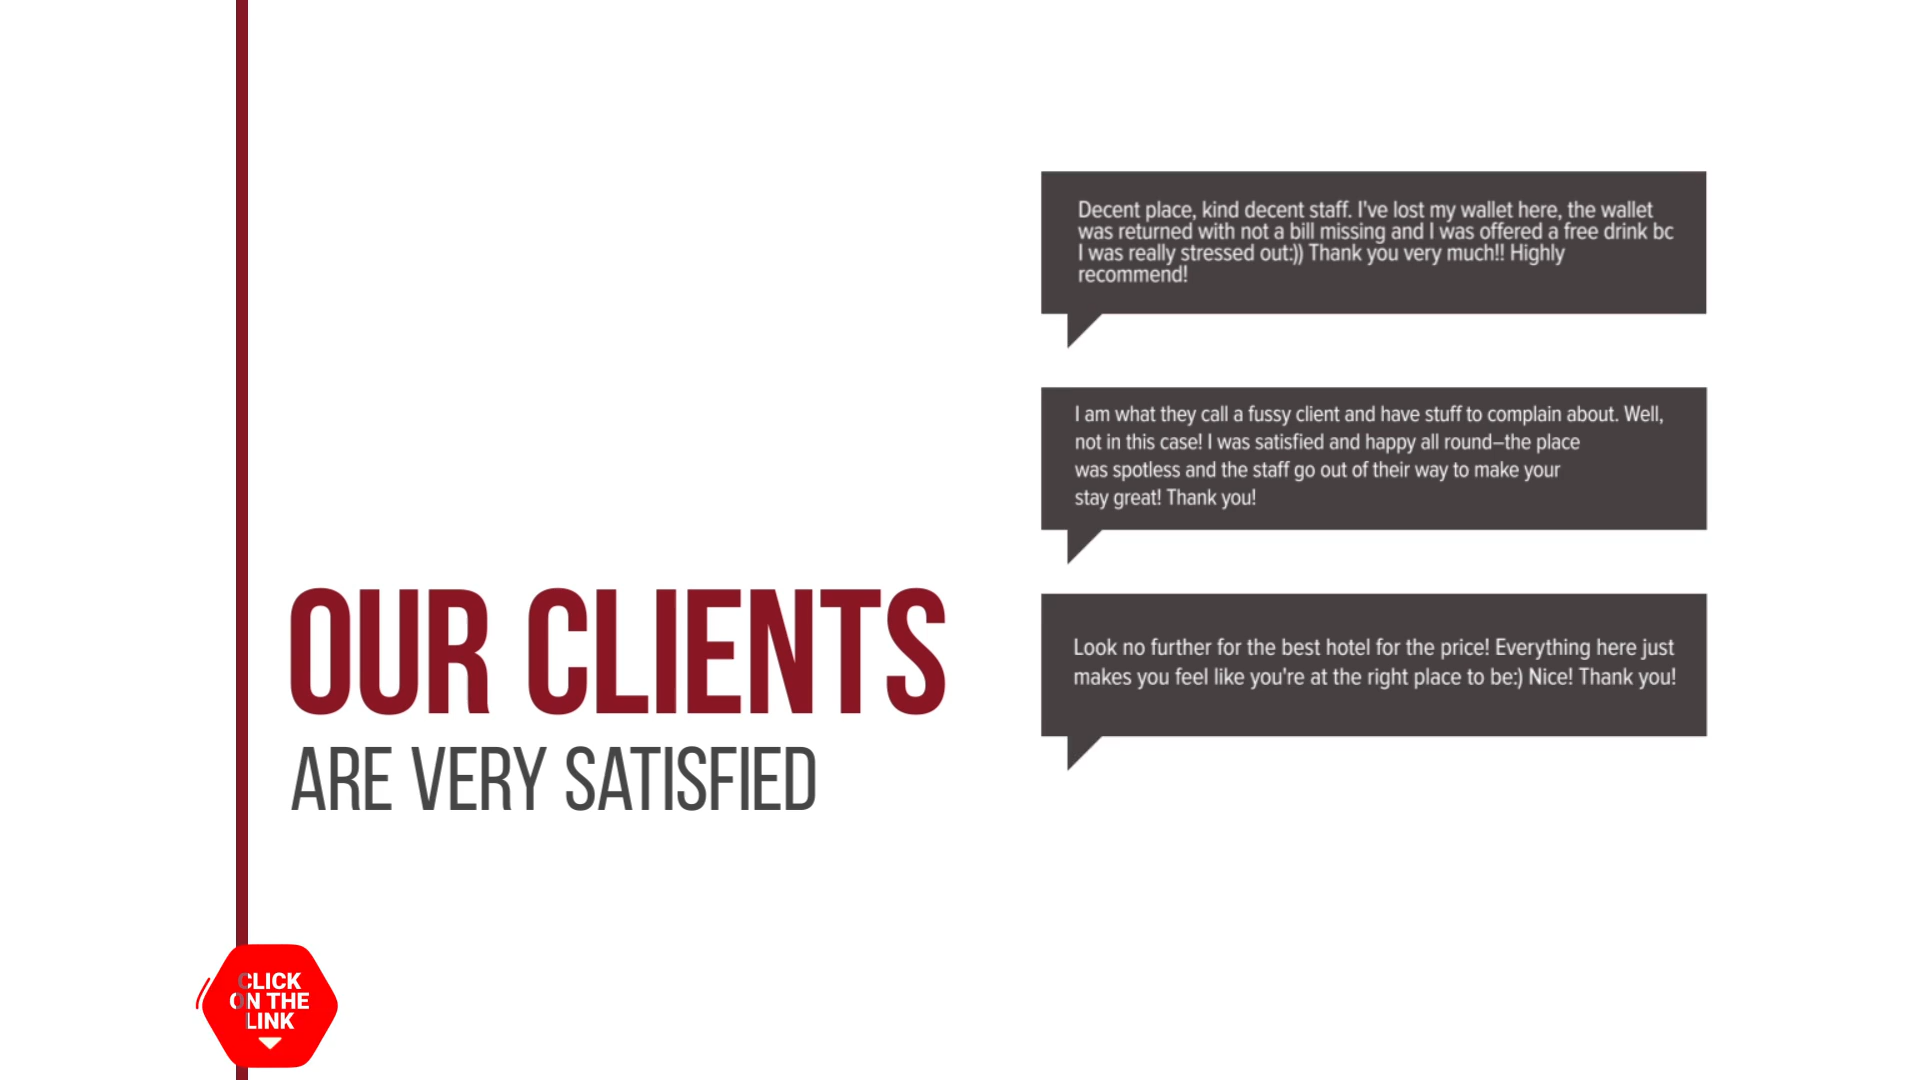 Decent place, kind decent staff. I've lost my wallet here, the wallet
was returned with not a bill missing and I was offered a free drink bc
I was really stressed out:)) Thank you very much!! Highly
recommend!
I am what they call a fussy client and have stuff to complain about. Well,
not in this case! I was satisfied and happy all round–the place
was spotless and the staff go out of their way to make your
stay great! Thank you!
Look no further for the best hotel for the price! Everything here just
makes you feel like you're at the right place to be:) Nice! Thank you!
OUR CLIENTS
ARE VERY SATISFIED
CLICK
ON THE
LINK